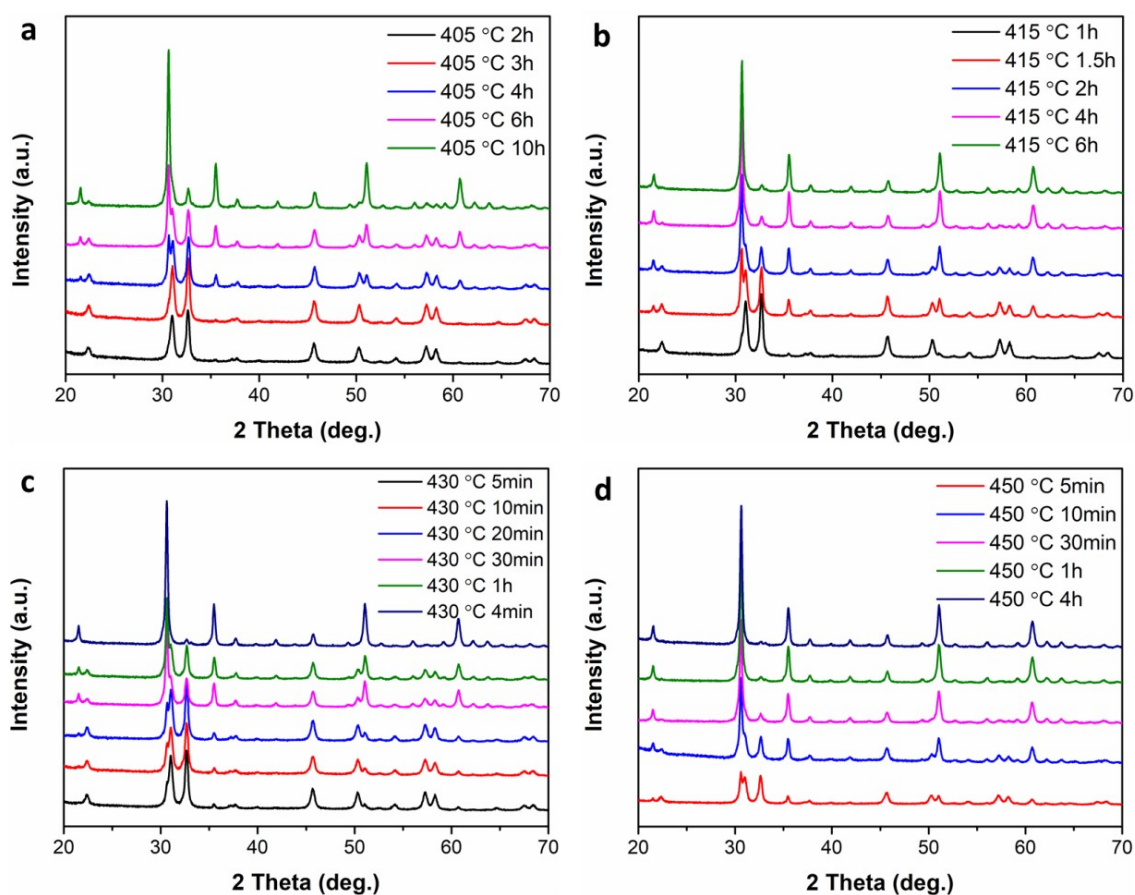 a
405 °C 2h
405 °C 3h
405 °C 4h
405 °C 6h
405 °C 10h
Intensity (a.u.)
20 30 40 50 60 70
2 Theta (deg.)
b
415 °C 1h
415 °C 1.5h
415 °C 2h
415 °C 4h
415 °C 6h
Intensity (a.u.)
20 30 40 50 60 70
2 Theta (deg.)
c
430 °C 5min
430 °C 10min
430 °C 20min
430 °C 30min
430 °C 1h
430 °C 4min
Intensity (a.u.)
20 30 40 50 60 70
2 Theta (deg.)
d
450 °C 5min
450 °C 10min
450 °C 30min
450 °C 1h
450 °C 4h
Intensity (a.u.)
20 30 40 50 60 70
2 Theta (deg.)